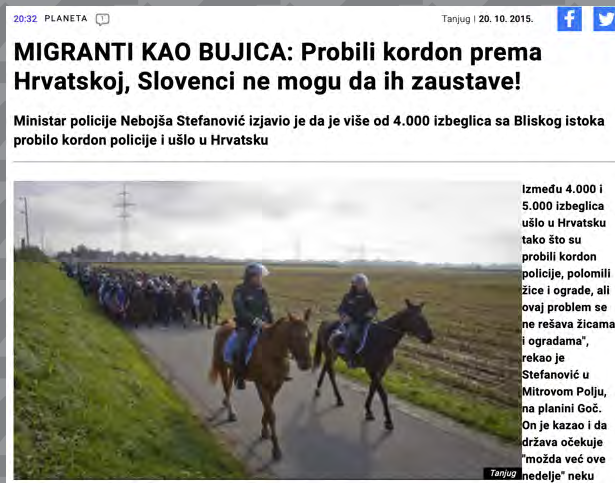 20:32 PLANETA 1
Tanjug | 20. 10. 2015.
MIGRANTI KAO BUJICA: Probili kordon prema
Hrvatskoj, Slovenci ne mogu da ih zaustave!
Ministar policije Nebojša Stefanović izjavio je da je više od 4.000 izbeglica sa Bliskog istoka
probilo kordon policije i ušlo u Hrvatsku
Između 4.000 i
5.000 izbeglica
ušlo u Hrvatsku
tako što su
probili kordon
policije, polomili
žice i ograde, ali
ovaj problem se
ne rešava žicama
i ogradama",
rekao je
Stefanović u
Mitrovom Polju,
na planini Goč.
On je kazao i da
država očekuje
"možda već ove
nedelje" neku
Tanjug